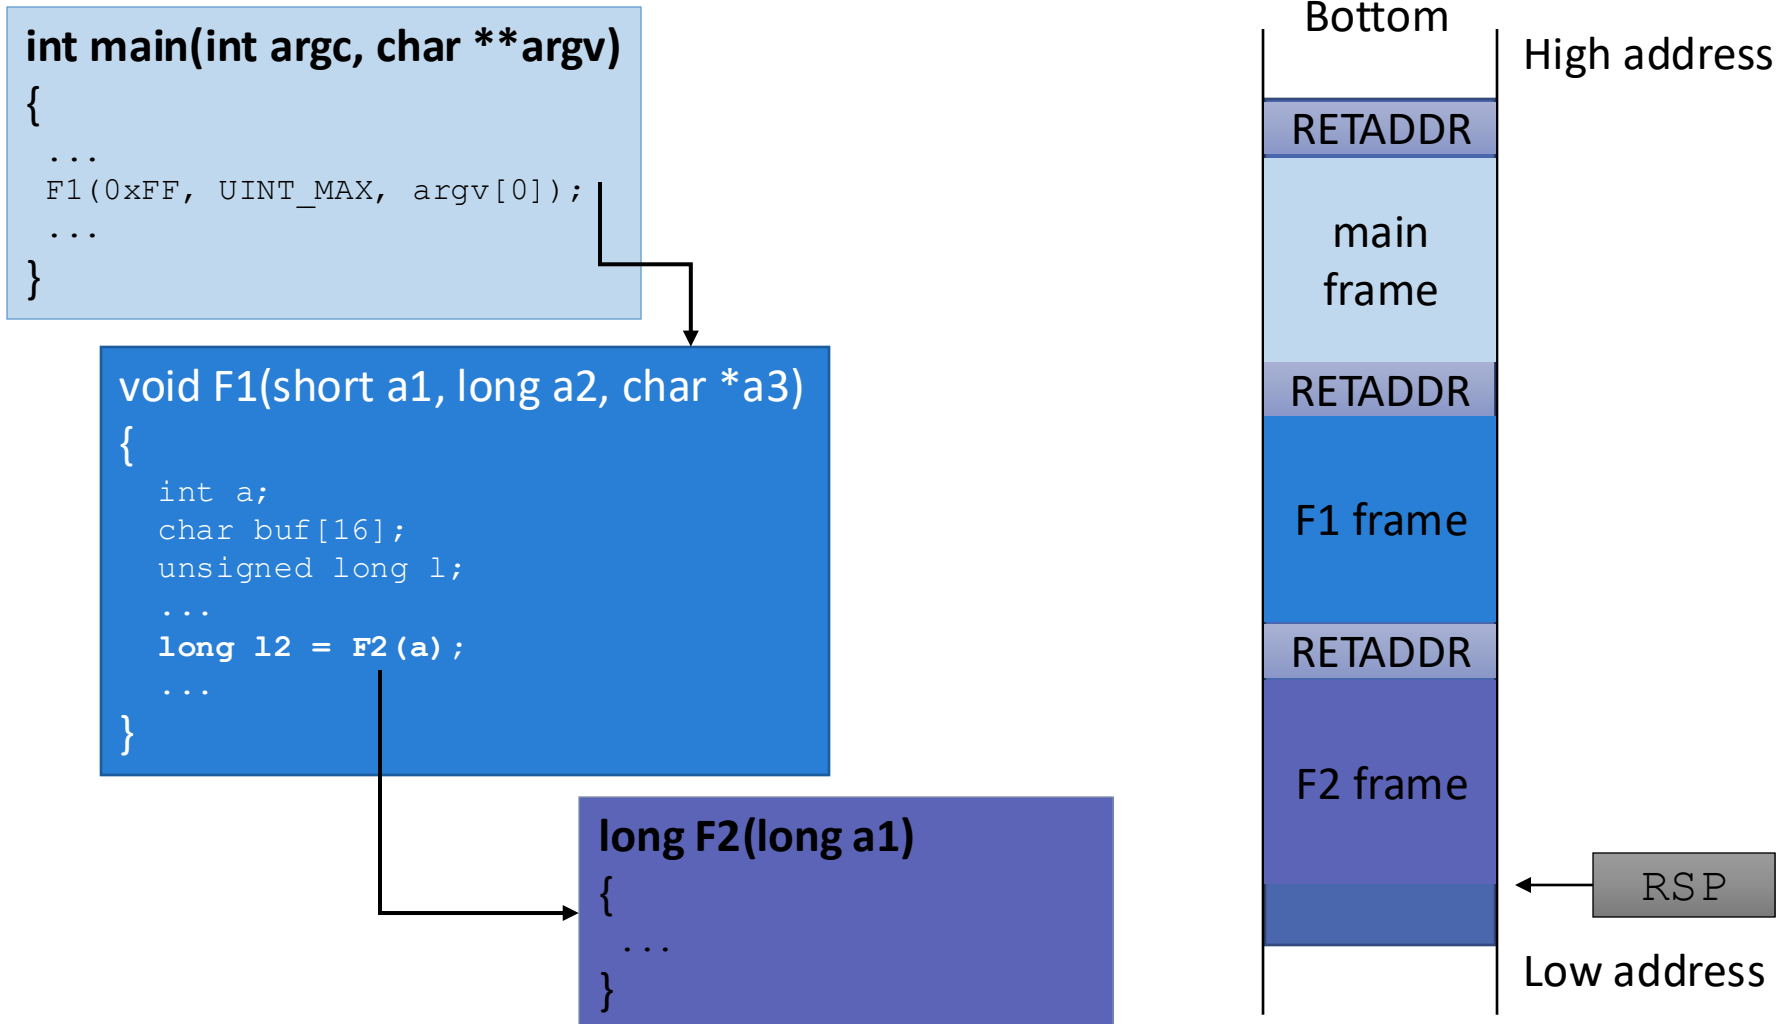 int main(int argc, char **argv)
{
...
F1(0xFF, UINT_MAX, argv[0]);
...
}
void F1(short a1, long a2, char *a3)
{
int a;
char buf[16];
unsigned long l;
...
long l2 = F2(a);
...
}
long F2(long a1)
{
...
}
Bottom
High address
RETADDR
main
frame
RETADDR
F1 frame
RETADDR
F2 frame
RSP
Low address